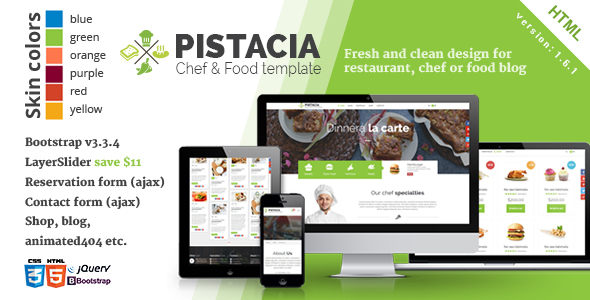 Skin colors
blue
green
orange
purple
red
yellow
PISTACIA
Chef & Food template
HTML
version: 1.6.1
Fresh and clean design for
restaurant, chef or food blog
Bootstrap v3.3.4
LayerSlider save $11
Reservation form (ajax)
Contact form (ajax)
Shop, blog,
animated404 etc.
CSS HTML
3 5
jQuery
B Bootstrap
PISTACIA
Dinner a la carte
Our chef specialties
About Us